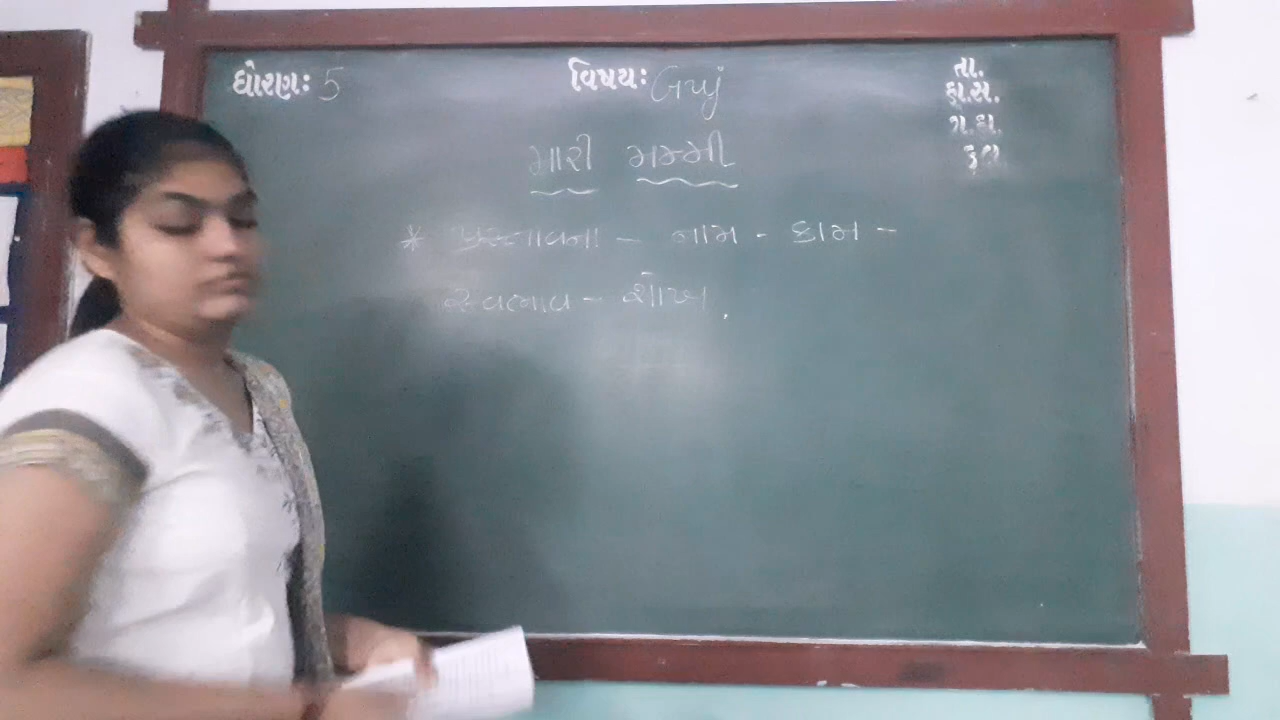 ધોરણ: 5
વિષય:
તા.
હા.સ.
ગે.હા.
કુલ
મારી મમ્મી
* પ્રસ્તાવના - નામ - કામ -
સ્વભાવ - શોખ.